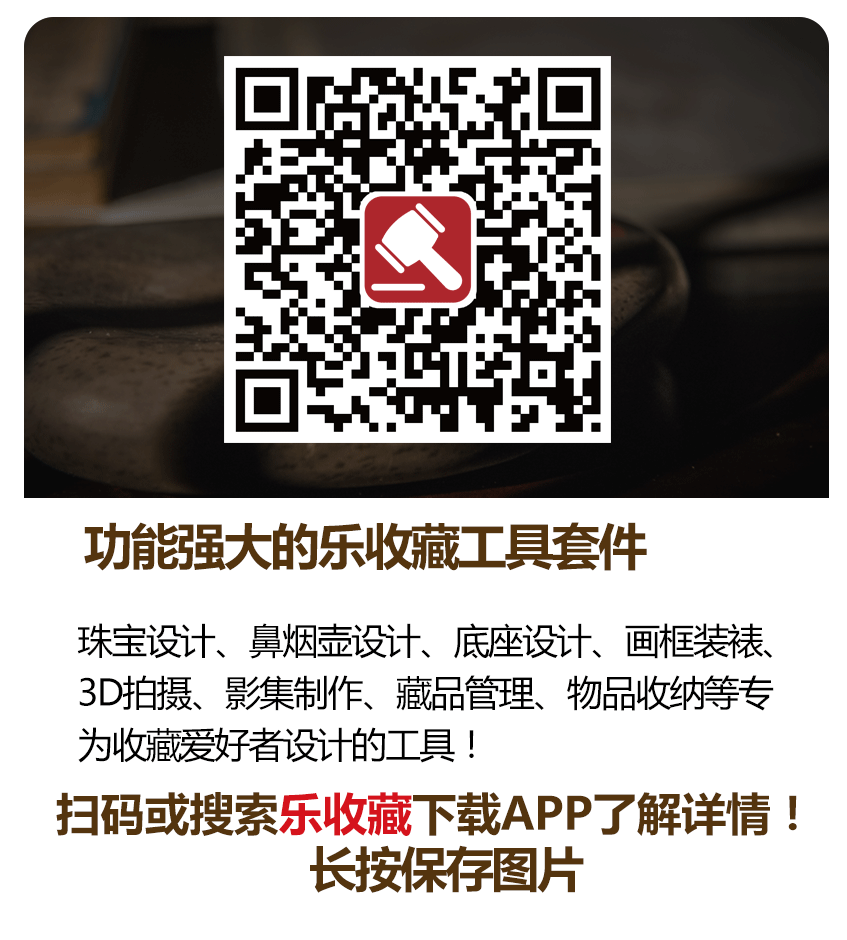 功能强大的乐收藏工具套件
珠宝设计、鼻烟壶设计、底座设计、画框装裱、
3D拍摄、影集制作、藏品管理、物品收纳等专
为收藏爱好者设计的工具！
扫码或搜索乐收藏下载APP了解详情！
长按保存图片